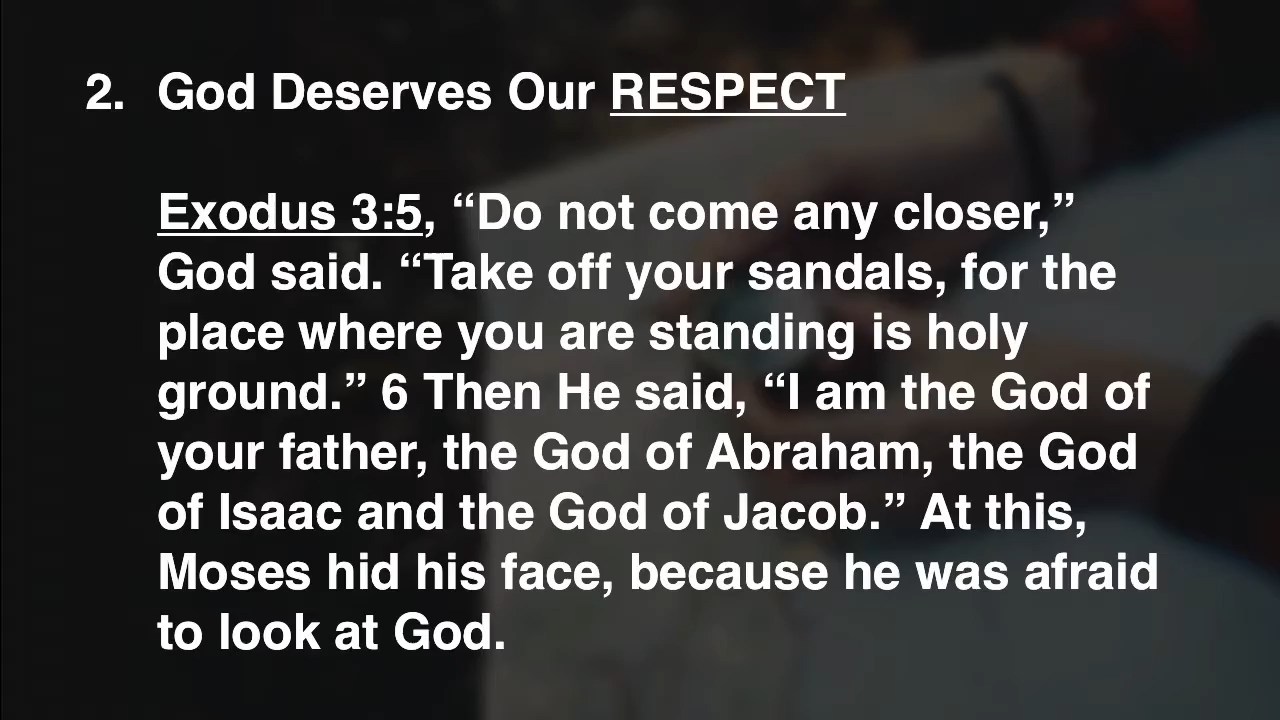 2. God Deserves Our RESPECT
Exodus 3:5, “Do not come any closer,”
God said. “Take off your sandals, for the
place where you are standing is holy
ground.” 6 Then He said, “I am the God of
your father, the God of Abraham, the God
of Isaac and the God of Jacob.” At this,
Moses hid his face, because he was afraid
to look at God.